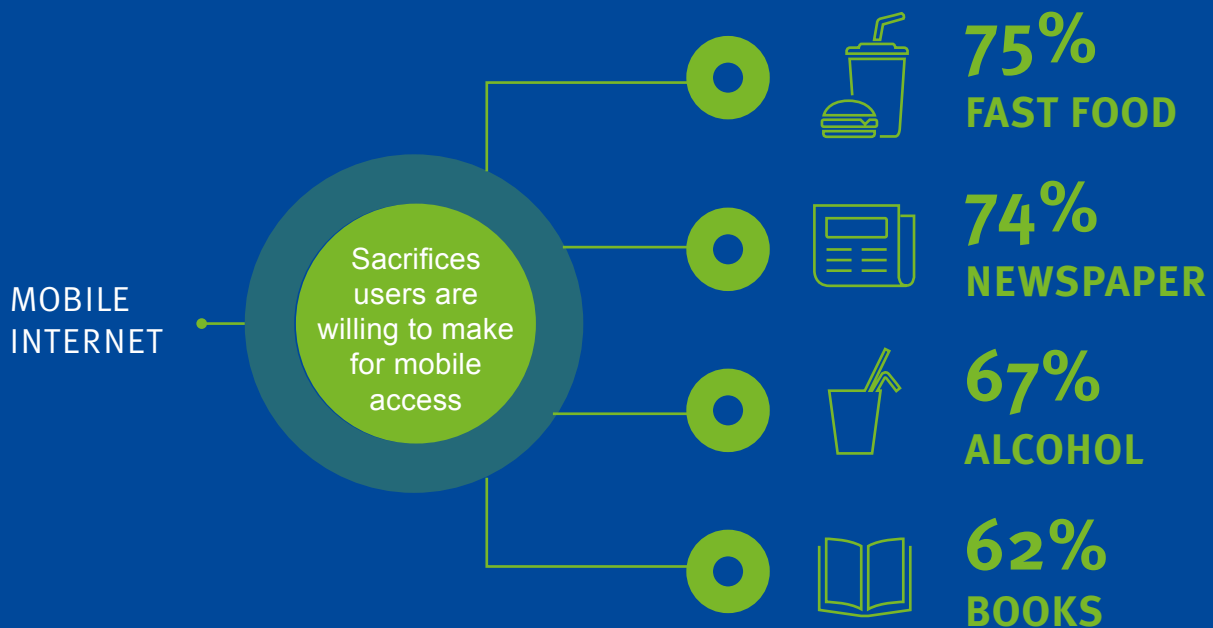 MOBILE
INTERNET
Sacrifices
users are
willing to make
for mobile
access
75%
FAST FOOD
74%
NEWSPAPER
67%
ALCOHOL
62%
BOOKS